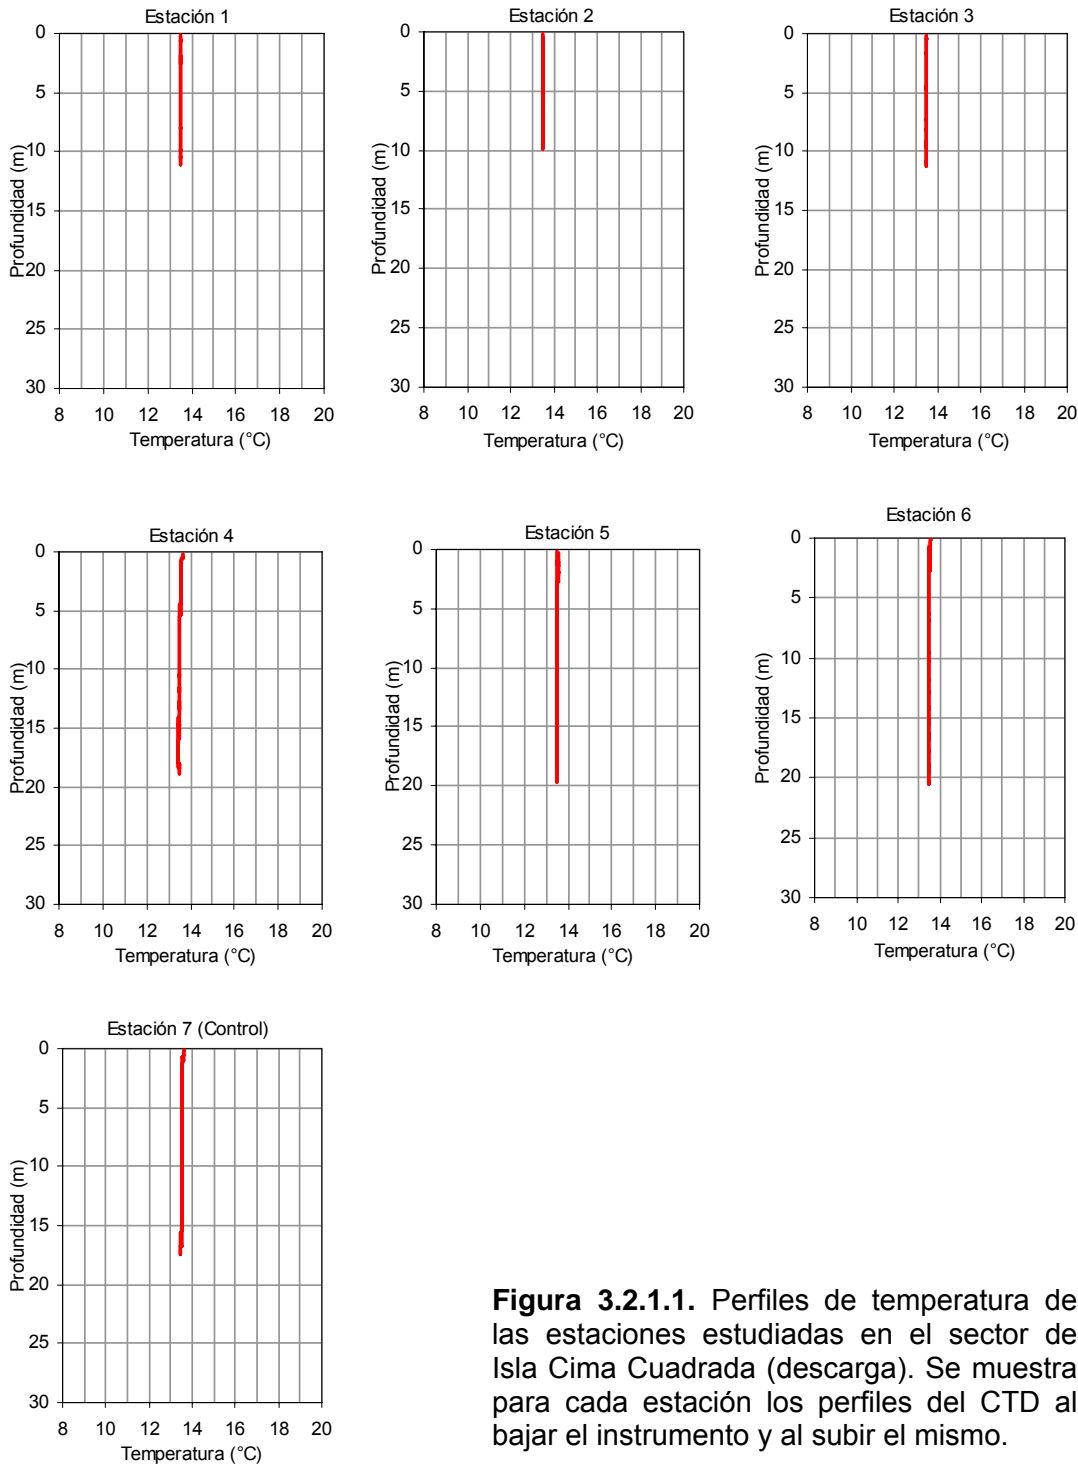 Estación 1
0
5
10
15
20
25
30
Profundidad (m)
8 10 12 14 16 18 20
Temperatura (°C)
Estación 2
0
5
10
15
20
25
30
Profundidad (m)
8 10 12 14 16 18 20
Temperatura (°C)
Estación 3
0
5
10
15
20
25
30
Profundidad (m)
8 10 12 14 16 18 20
Temperatura (°C)
Estación 4
0
5
10
15
20
25
30
Profundidad (m)
8 10 12 14 16 18 20
Temperatura (°C)
Estación 5
0
5
10
15
20
25
30
Profundidad (m)
8 10 12 14 16 18 20
Temperatura (°C)
Estación 6
0
5
10
15
20
25
30
Profundidad (m)
8 10 12 14 16 18 20
Temperatura (°C)
Estación 7 (Control)
0
5
10
15
20
25
30
Profundidad (m)
8 10 12 14 16 18 20
Temperatura (°C)
Figura 3.2.1.1. Perfiles de temperatura de
las estaciones estudiadas en el sector de
Isla Cima Cuadrada (descarga). Se muestra
para cada estación los perfiles del CTD al
bajar el instrumento y al subir el mismo.